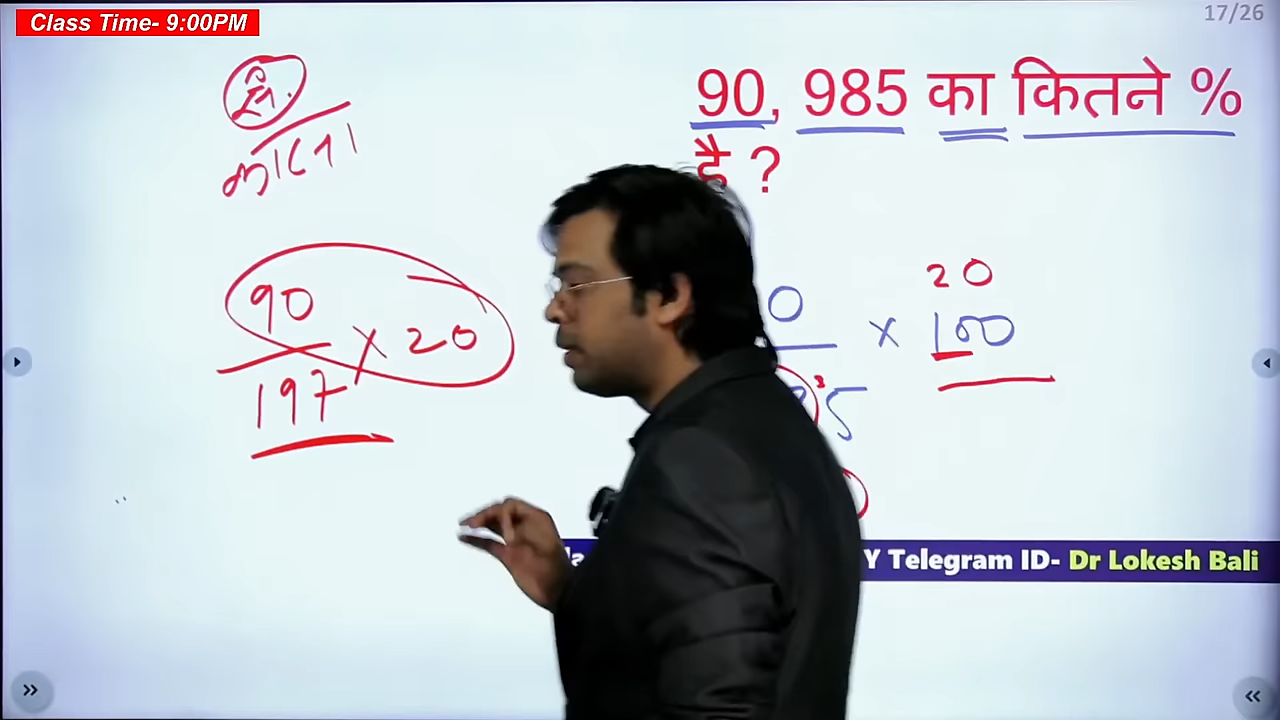 Class Time- 9:00PM
17/26
90, 985 का कितने %
है ?
काटना
90
197
× 20
20
× 100
Y Telegram ID- Dr Lokesh Bali